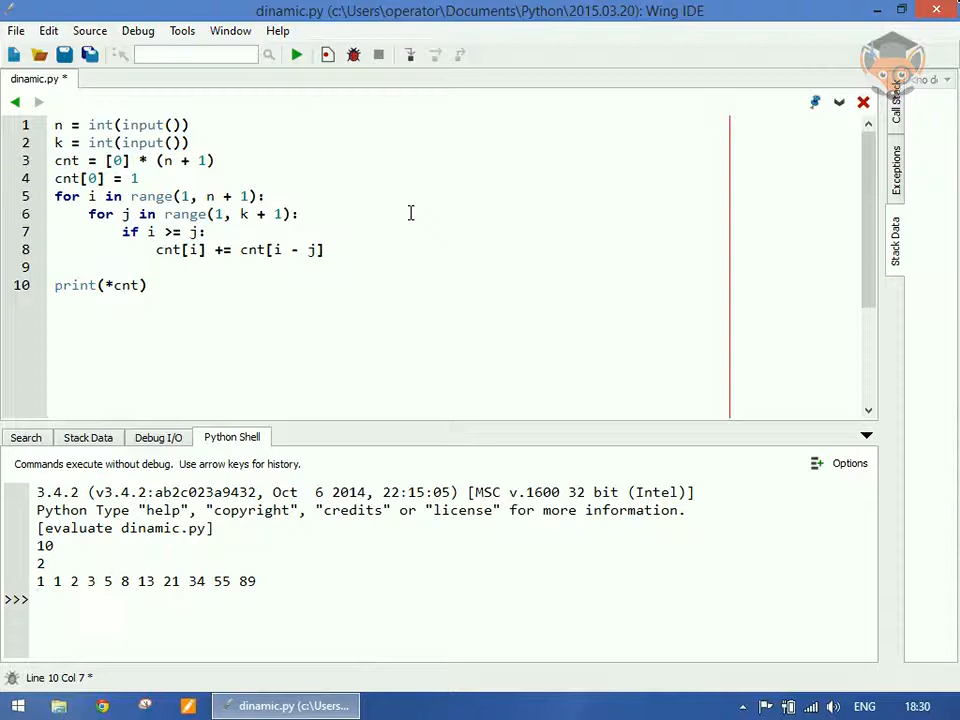 dinamic.py (c:\Users\operator\Documents\Python\2015.03.20): Wing IDE
File Edit Source Debug Tools Window Help
dinamic.py *
1 n = int(input())
2 k = int(input())
3 cnt = [0] * (n + 1)
4 cnt[0] = 1
5 for i in range(1, n + 1):
6 for j in range(1, k + 1):
7 if i >= j:
8 cnt[i] += cnt[i - j]
9
10 print(*cnt)
Call Stack
Exceptions
Stack Data
Search Stack Data Debug I/O Python Shell
Commands execute without debug. Use arrow keys for history.
Options
3.4.2 (v3.4.2:ab2c023a9432, Oct 6 2014, 22:15:05) [MSC v.1600 32 bit (Intel)]
Python Type "help", "copyright", "credits" or "license" for more information.
[evaluate dinamic.py]
10
2
1 1 2 3 5 8 13 21 34 55 89
>>>
Line 10 Col 7 *
dinamic.py (c:\Users...
ENG 18:30